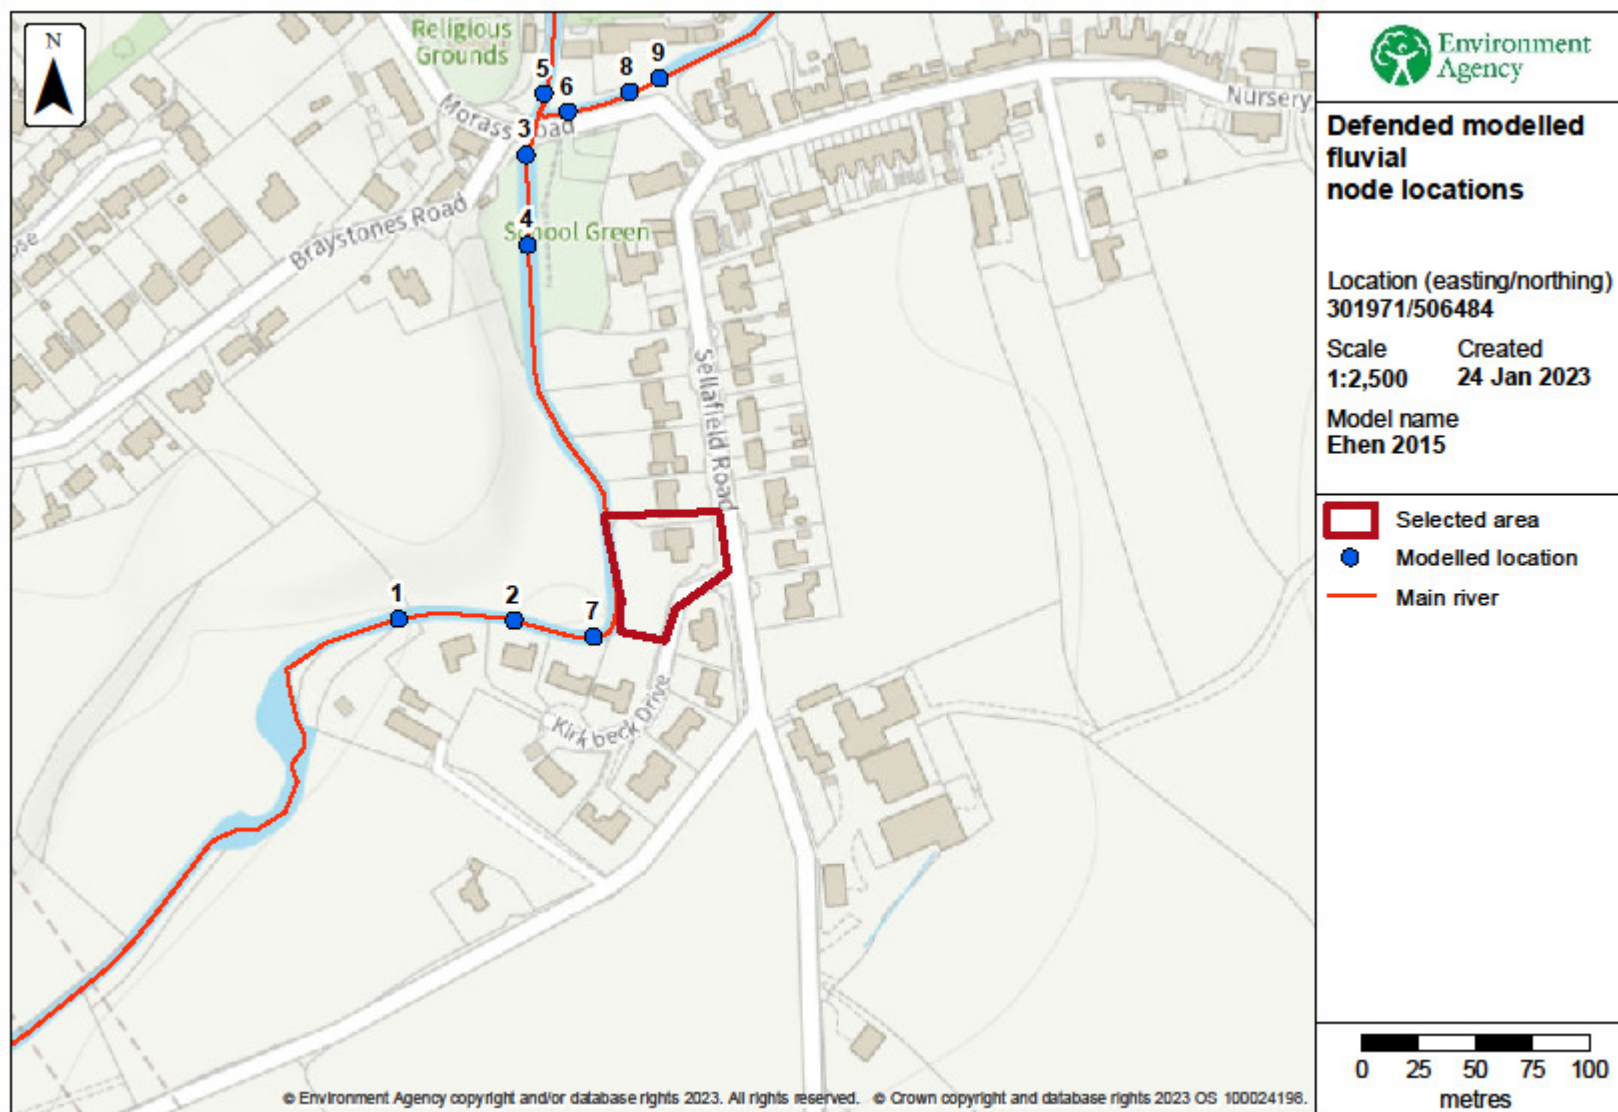 N
Religious
Grounds
5
6
8
9
Morass Road
3
4
School Green
Braystones Road
ose
Nursery
Sellafield Road
1
2
7
Kirkbeck Drive
© Environment Agency copyright and/or database rights 2023. All rights reserved. © Crown copyright and database rights 2023 OS 100024198.
Environment
Agency
Defended modelled
fluvial
node locations
Location (easting/northing)
301971/506484
Scale Created
1:2,500 24 Jan 2023
Model name
Ehen 2015
Selected area
Modelled location
Main river
0 25 50 75 100
metres